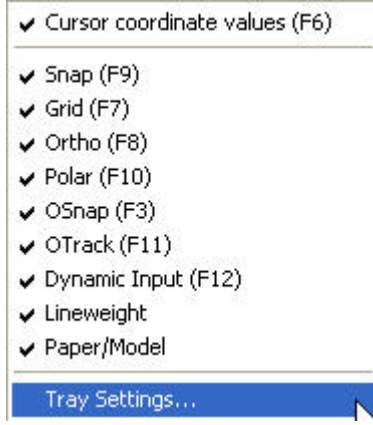 Cursor coordinate values (F6)
Snap (F9)
Grid (F7)
Ortho (F8)
Polar (F10)
OSnap (F3)
OTrack (F11)
Dynamic Input (F12)
Lineweight
Paper/Model
Tray Settings...